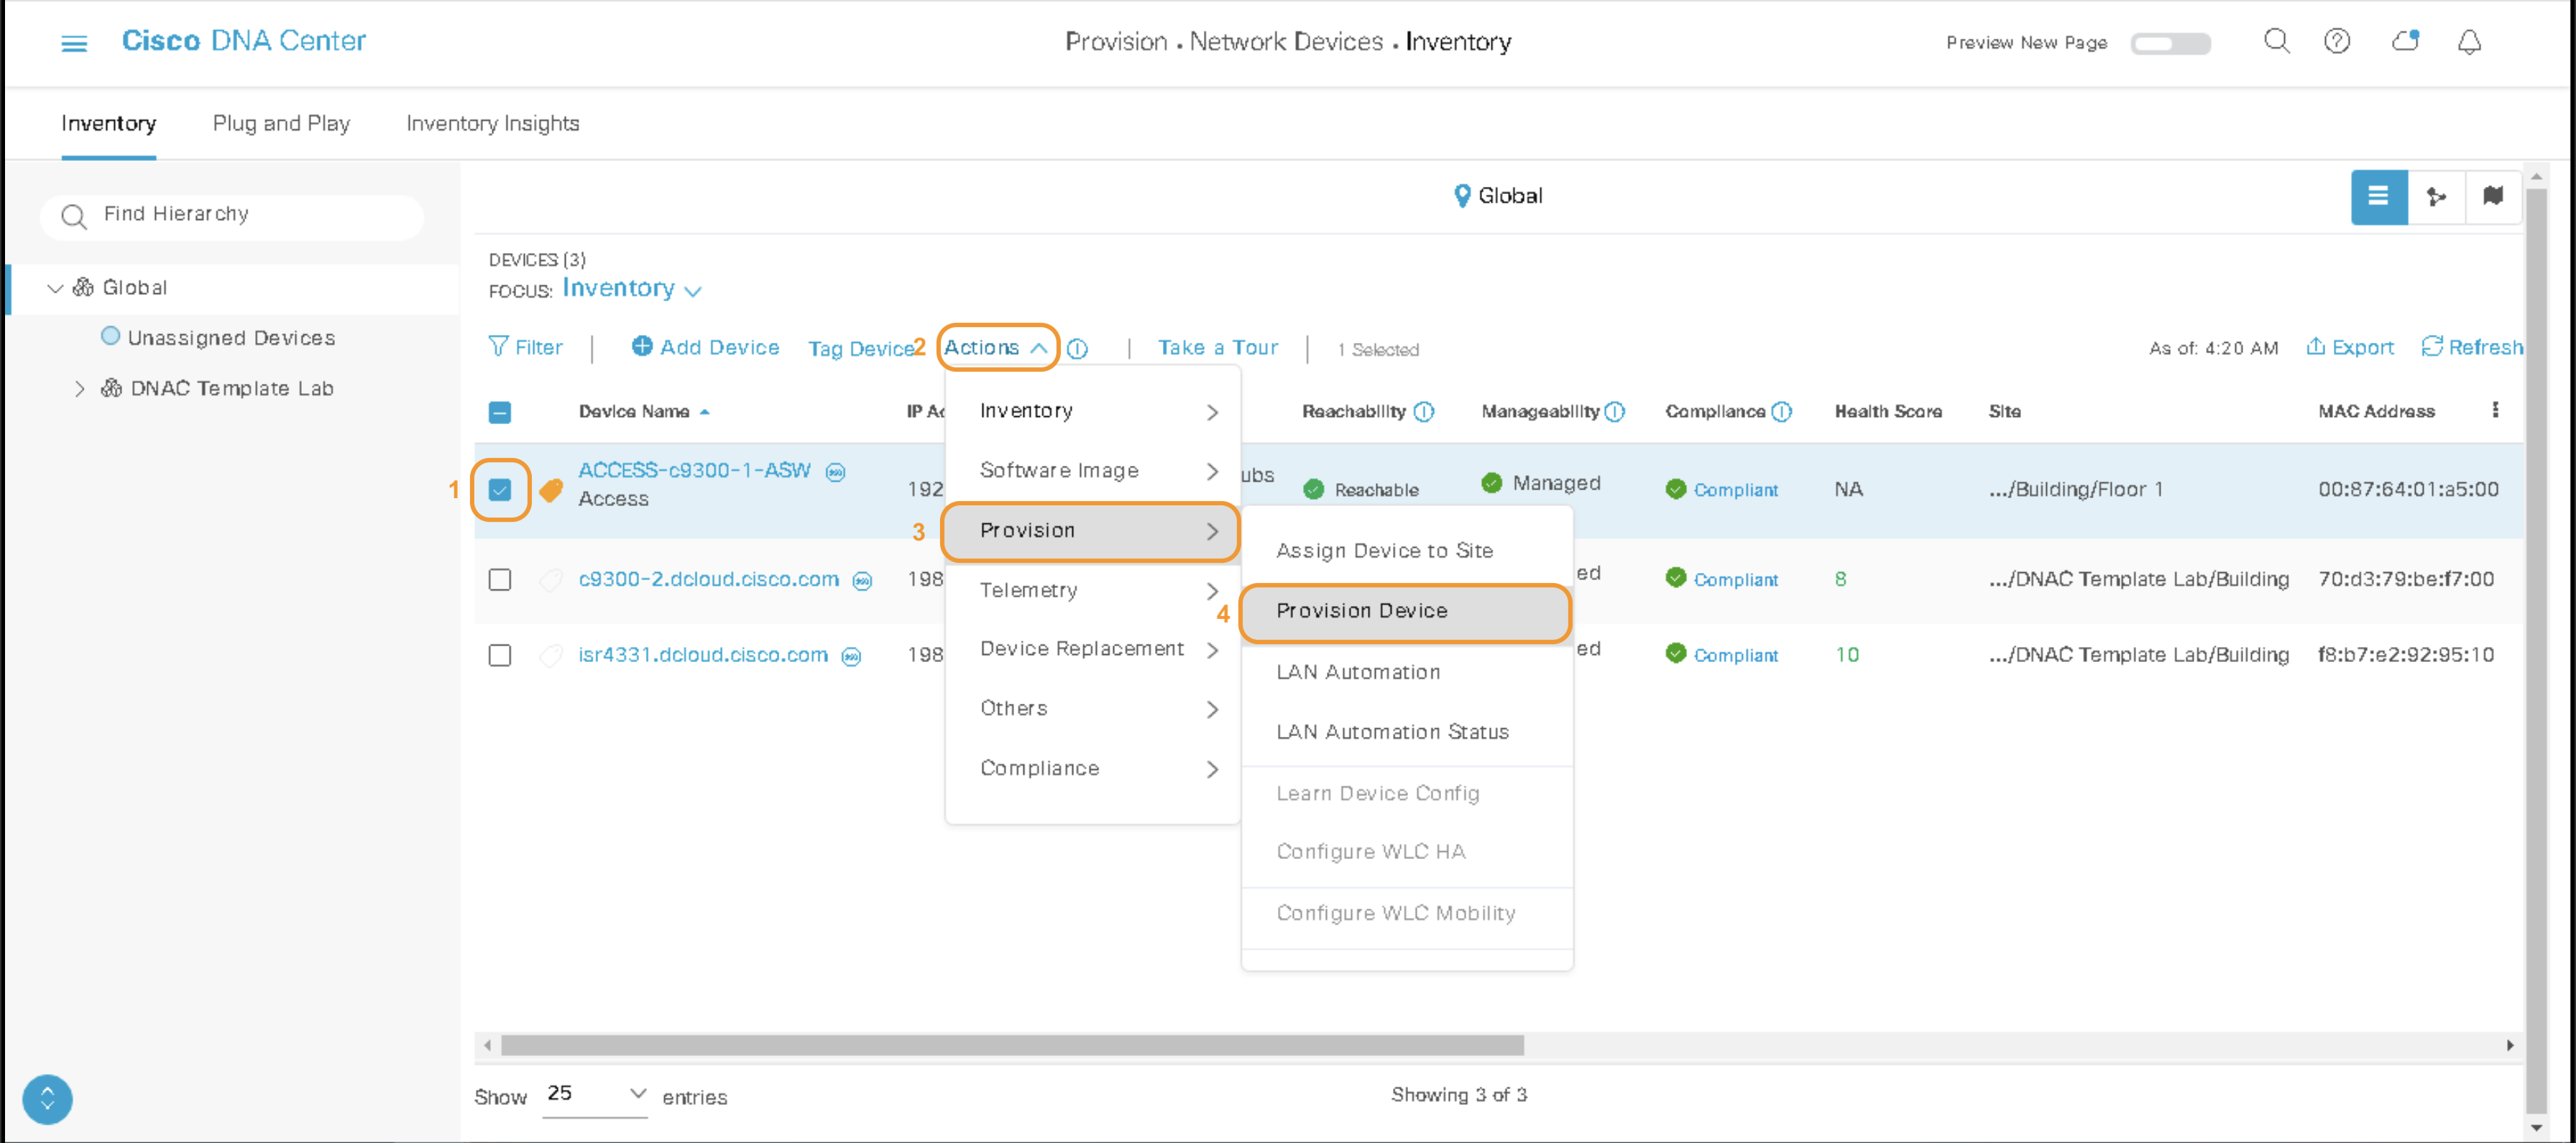 Cisco DNA Center
Provision • Network Devices • Inventory
Preview New Page
Inventory Plug and Play Inventory Insights
Find Hierarchy
Global
Unassigned Devices
DNAC Template Lab
Global
DEVICES (3)
FOCUS: Inventory
Filter | Add Device Tag Device 2 Actions | Take a Tour | 1 Selected As of: 4:20 AM Export Refresh
Device Name IP Ad Reachability Manageability Compliance Health Score Site MAC Address
1 ACCESS-c9300-1-ASW 192 ubs Reachable Managed Compliant NA .../Building/Floor 1 00:87:64:01:a5:00
Access
c9300-2.dcloud.cisco.com 198 ed Compliant 8 .../DNAC Template Lab/Building 70:d3:79:be:f7:00
isr4331.dcloud.cisco.com 198 ed Compliant 10 .../DNAC Template Lab/Building f8:b7:e2:92:95:10
Inventory
Software Image
3 Provision
Telemetry
Device Replacement
Others
Compliance
Assign Device to Site
4 Provision Device
LAN Automation
LAN Automation Status
Learn Device Config
Configure WLC HA
Configure WLC Mobility
Show 25 entries
Showing 3 of 3